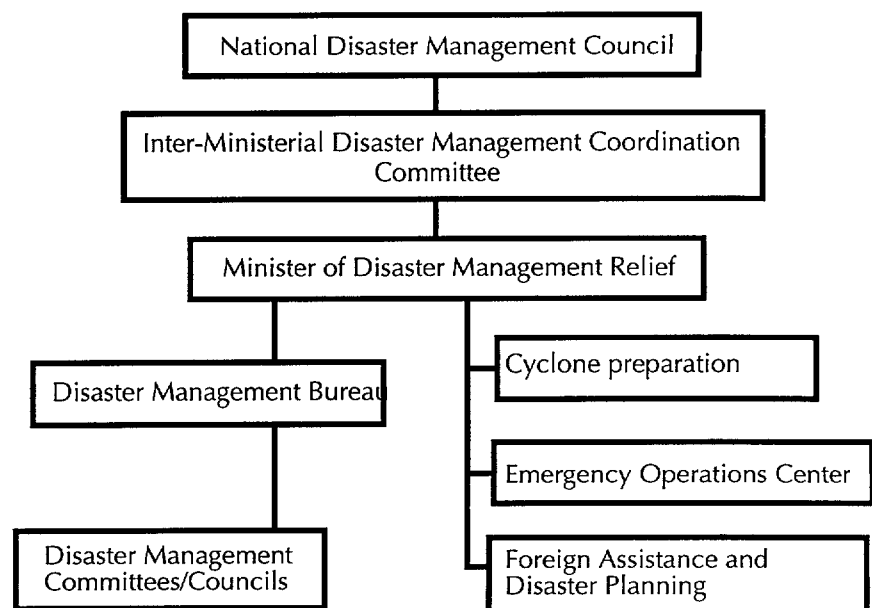 National Disaster Management Council
Inter-Ministerial Disaster Management Coordination
Committee
Minister of Disaster Management Relief
Disaster Management Bureau
Cyclone preparation
Emergency Operations Center
Disaster Management
Committees/Councils
Foreign Assistance and
Disaster Planning